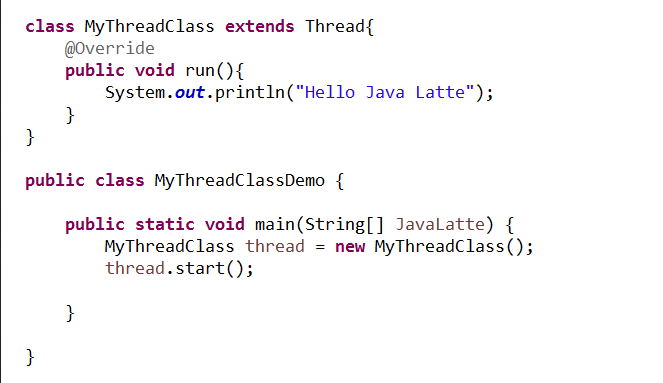 class MyThreadClass extends Thread{
@Override
public void run(){
System.out.println("Hello Java Latte");
}
}
public class MyThreadClassDemo {
public static void main(String[] JavaLatte) {
MyThreadClass thread = new MyThreadClass();
thread.start();
}
}